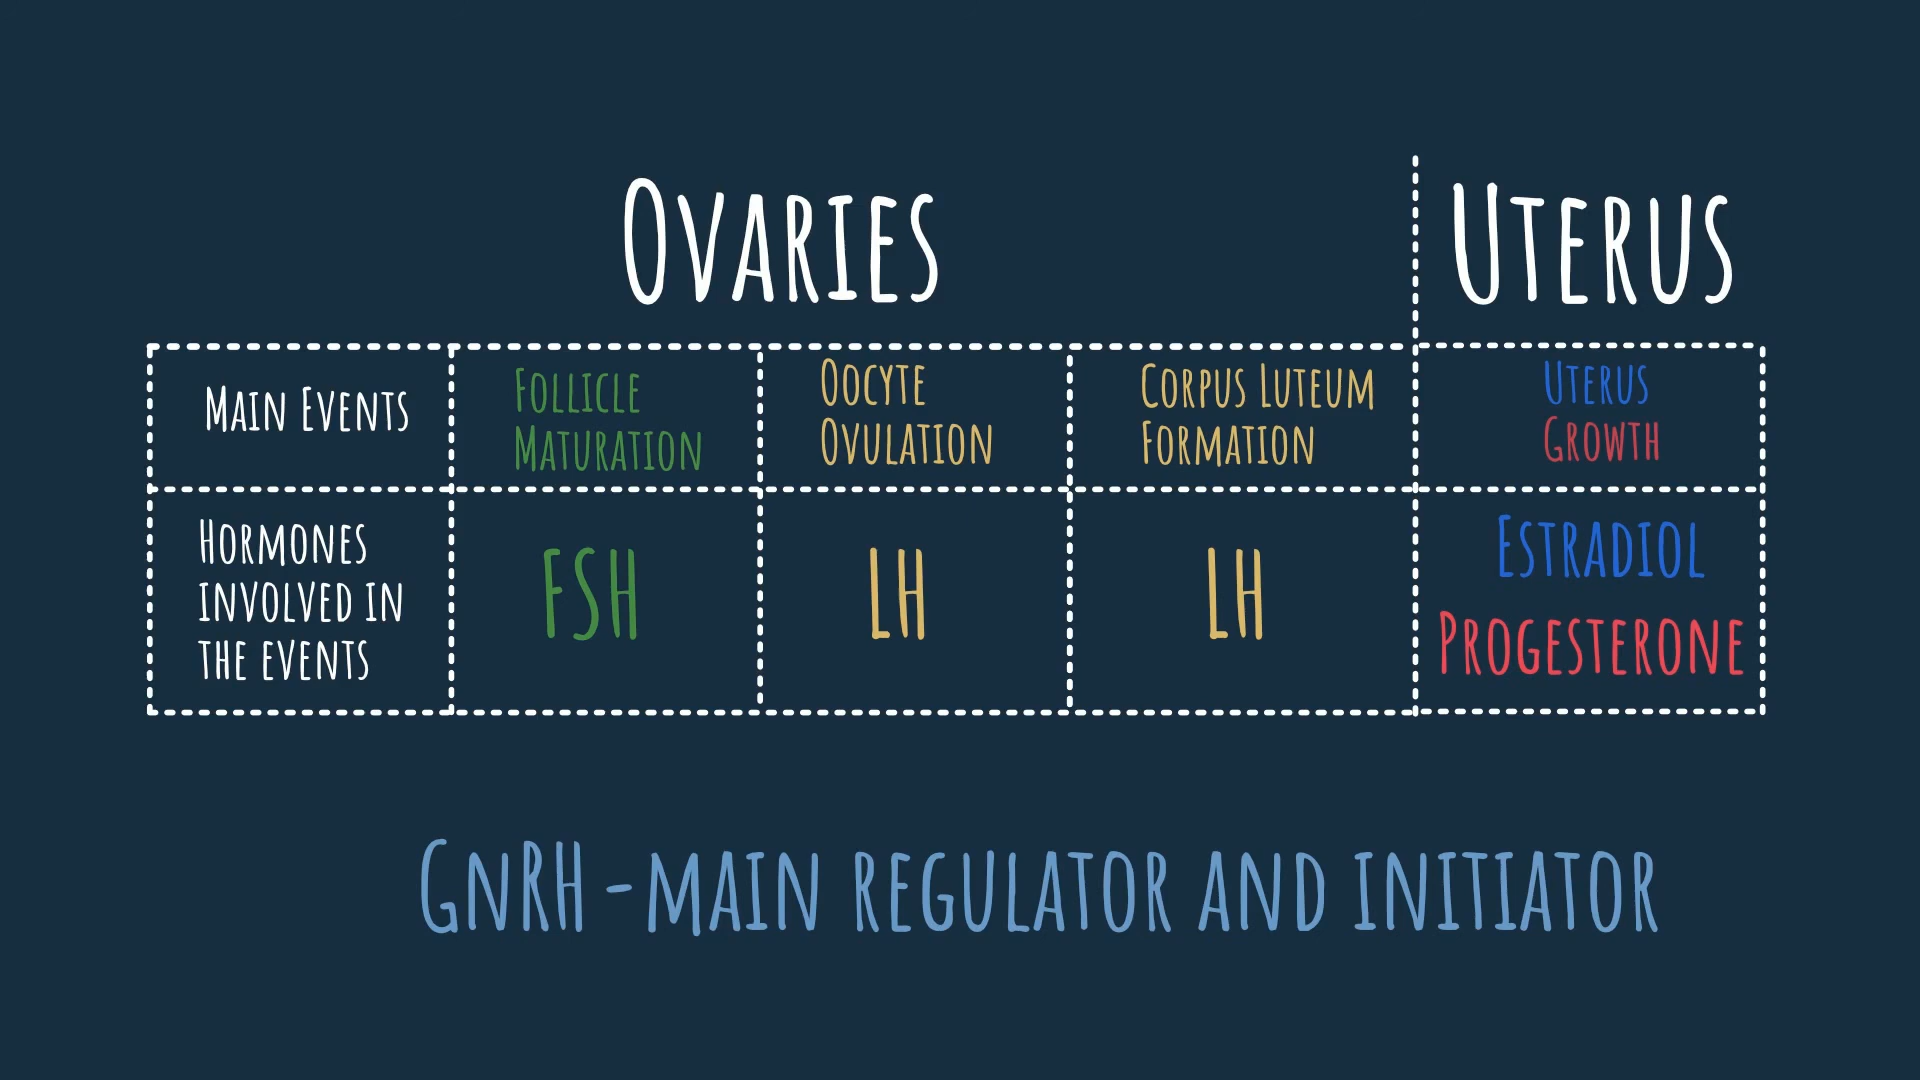 Ovaries
Uterus
Main Events
Follicle
Maturation
Oocyte
Ovulation
Corpus Luteum
Formation
Uterus
Growth
Hormones
involved in
the events
FSH
LH
LH
Estradiol
Progesterone
GnRH - main regulator and initiator